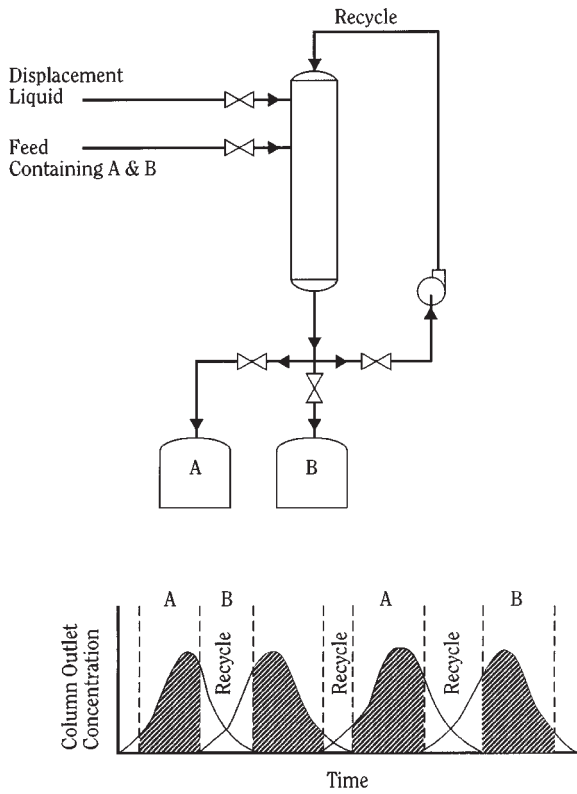 Recycle
Displacement
Liquid
Feed
Containing A & B
A
B
A
B
A
B
Recycle
Recycle
Recycle
Column Outlet
Concentration
Time